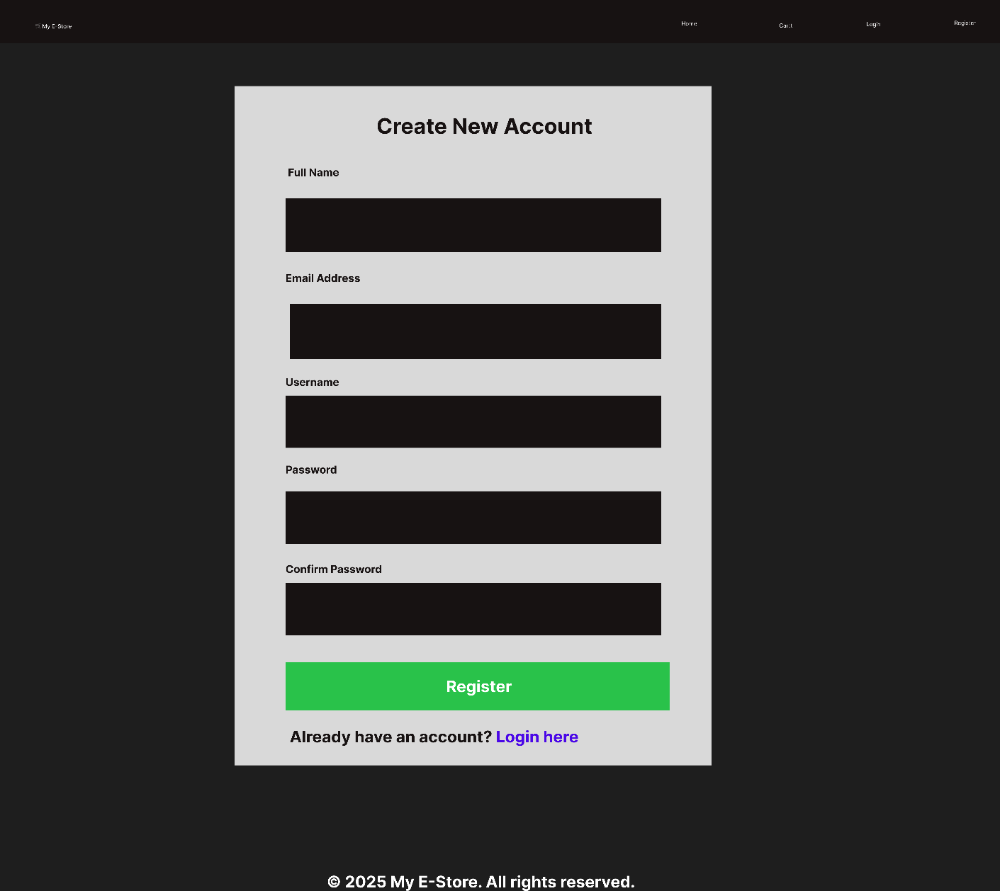 My E-Store
Home
Cartt
Login
Register
Create New Account
Full Name
Email Address
Username
Password
Confirm Password
Register
Already have an account? Login here
© 2025 My E-Store. All rights reserved.